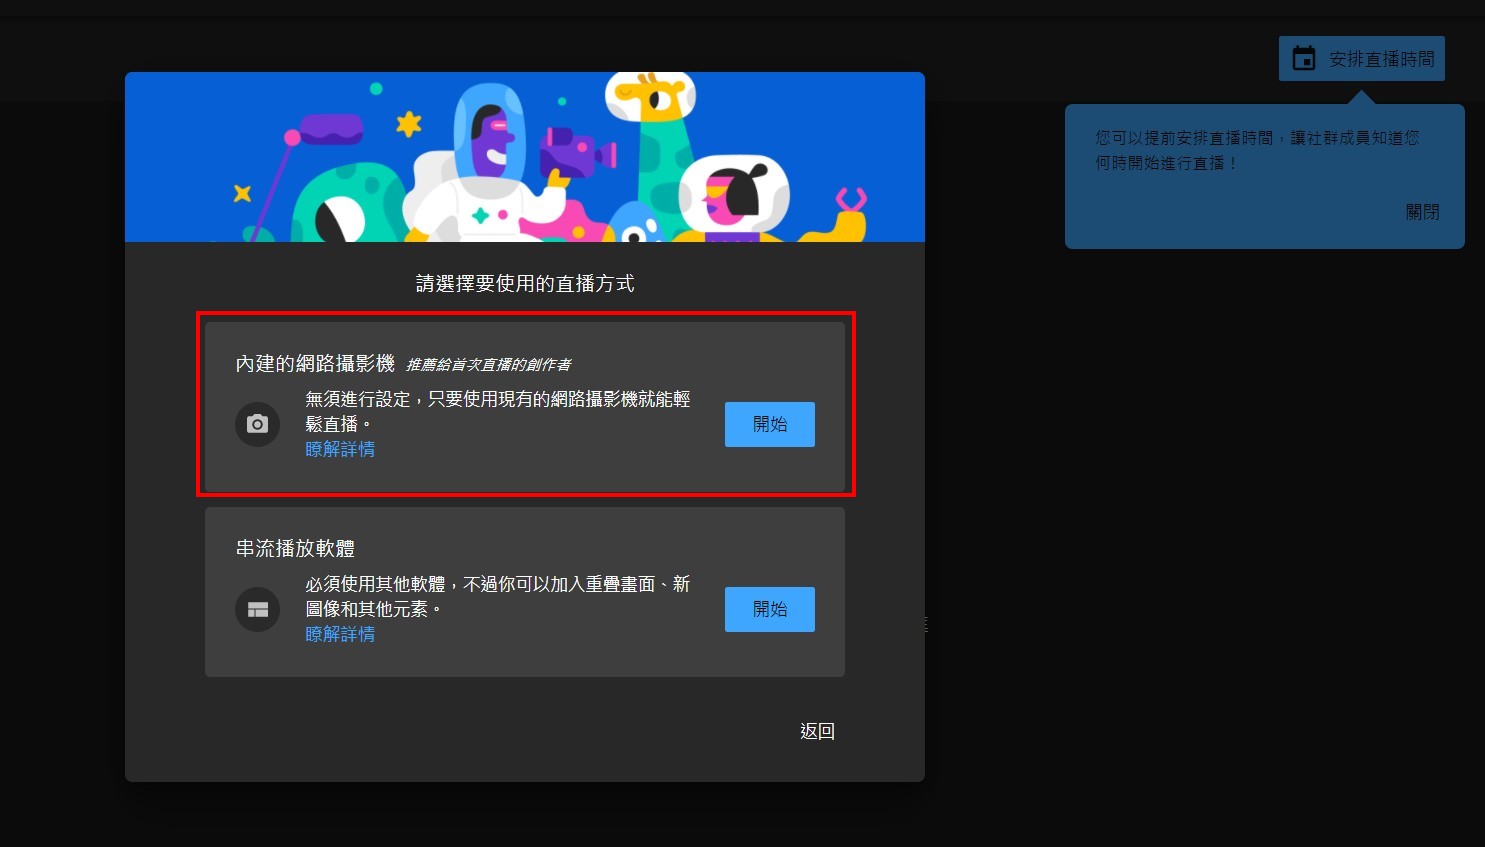 安排直播時間
您可以提前安排直播時間，讓社群成員知道您
何時開始進行直播！
關閉
請選擇要使用的直播方式
內建的網路攝影機 推薦給首次直播的創作者
無須進行設定，只要使用現有的網路攝影機就能輕
鬆直播。
瞭解詳情
開始
串流播放軟體
必須使用其他軟體，不過你可以加入重疊畫面、新
圖像和其他元素。
瞭解詳情
開始
返回